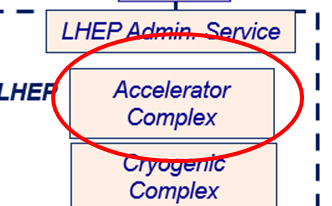 LHEP Admin. Service
LHEP
Accelerator
Complex
Cryogenic
Complex